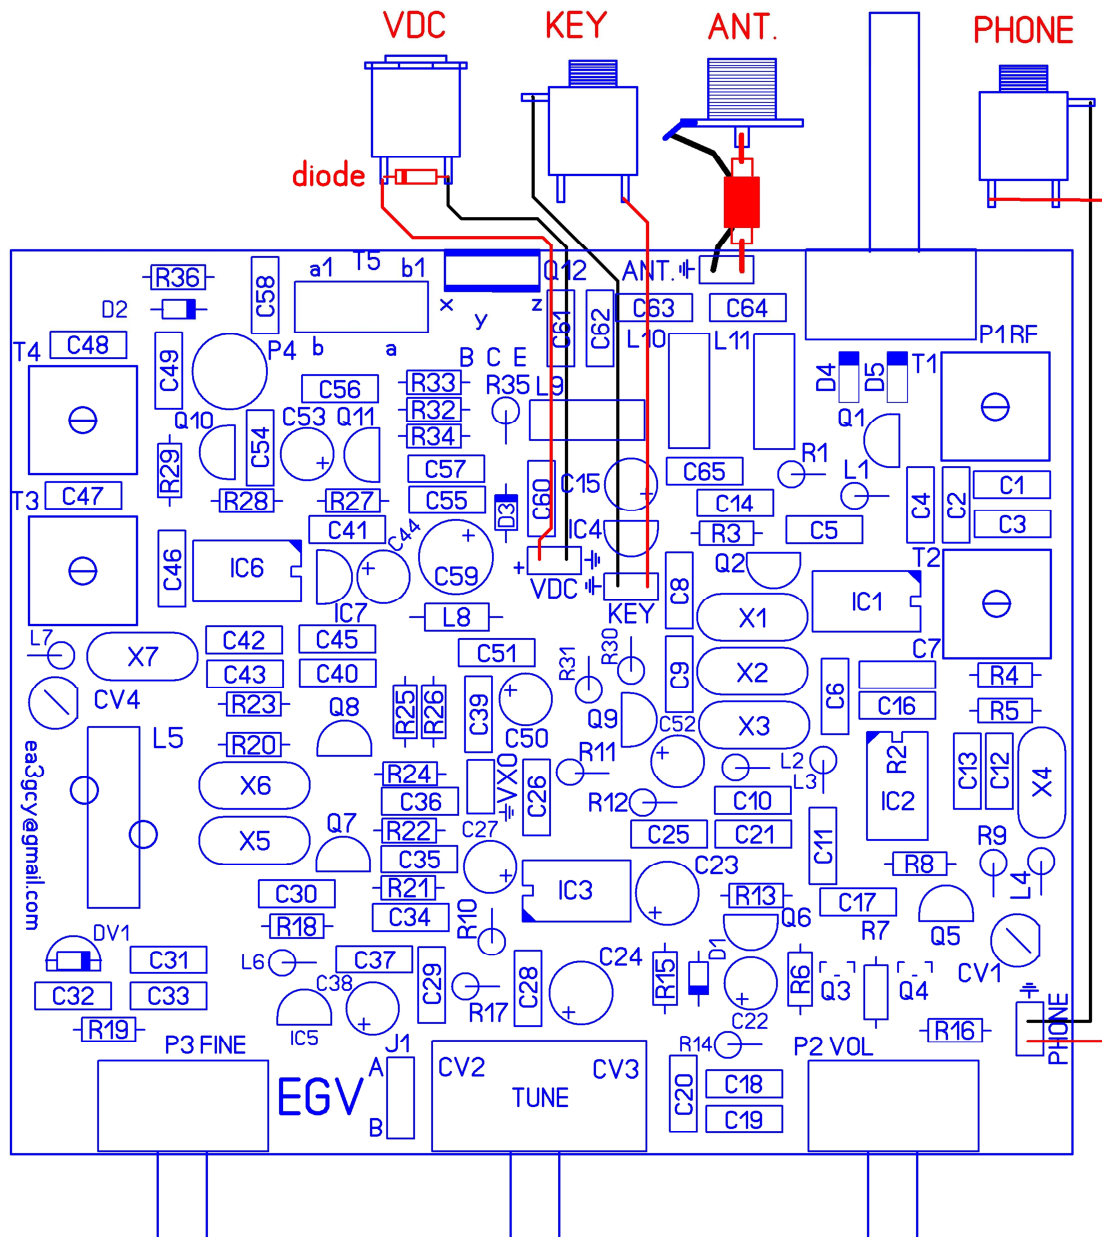 VDC KEY ANT. PHONE
diode
R36 C58 a1 T5 b1 Q12 ANT.
D2 x y z C61 C62 C63 C64
T4 C48 C49 P4 b a L10 L11 P1 RF
B C E D4 D5 T1
C56 R33 R35 L9
Q10 C54 C53 Q11 R32 Q1
R34
R29 C57 C15 C65 R1 L1
T3 C47 R28 R27 C55 D3 C60 C14 C4 C2 C1
C41 C44 IC4 R3 C5 C3
+ + +
C46 IC6 IC7 C59 + VDC Q2 IC1 T2
KEY C8 X1
L8
L7 X7 C42 C45 C51 R31 R30 C9 X2 C7
C43 C40 C6 R4
CV4 R23 Q8 R25 R26 C39 + C50 Q9 C52 X3 C16 R5
L5 R20 R11 + L2 L3 R2 C13 C12 X4
X6 R24 VXO C26 R12 C10 IC2
C36
ea3gcy@gmail.com X5 Q7 R22 C27 C25 C21 C11 R9
C35 + C23 R8 L4
C30 R21 IC3 + R13 C17
R18 C34 R10 Q6 R7 Q5
DV1 C31 L6 C37 C29 C28 C24 R15 D1 R6 Q3 Q4 CV1
C32 C33 C38 R17 + + C22
R19 IC5 + R14 R16 PHONE
P3 FINE J1 P2 VOL
A CV2 CV3 C20 C18
EGV TUNE
B C19